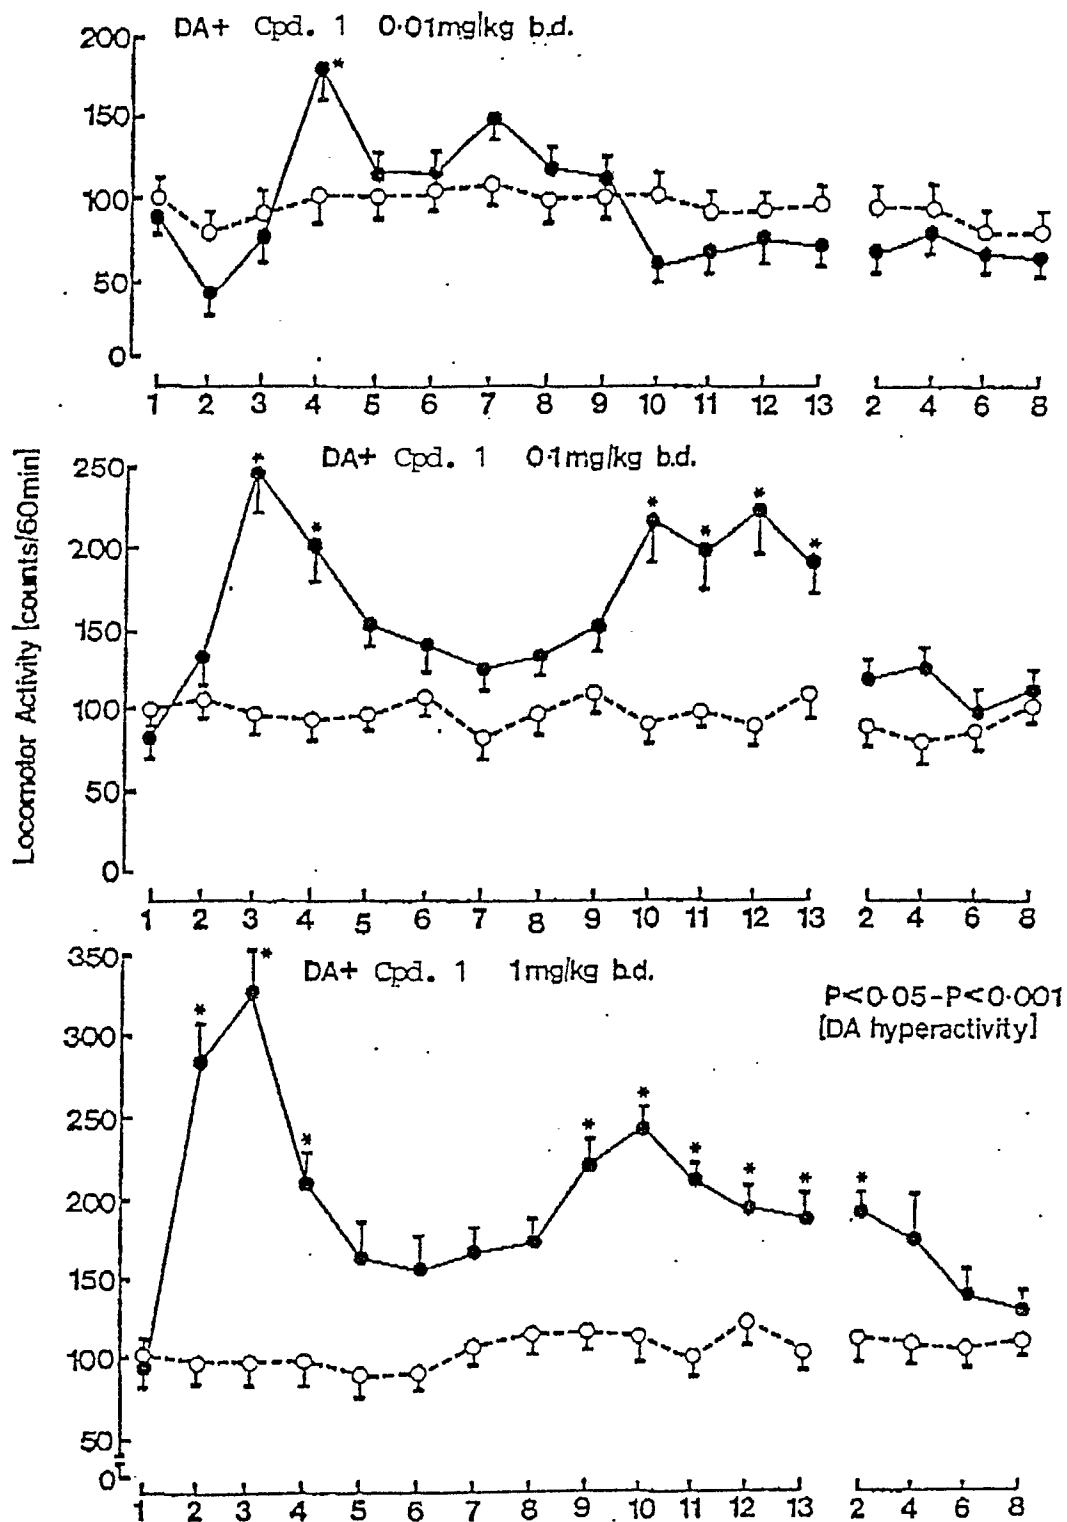 DA+ Cpd. 1 0·01mg/kg b.d.
200
150
100
50
0
1 2 3 4 5 6 7 8 9 10 11 12 13 2 4 6 8
Locomotor Activity [counts/60min]
DA+ Cpd. 1 0·1mg/kg b.d.
250
200
150
100
50
0
* * * * * *
1 2 3 4 5 6 7 8 9 10 11 12 13 2 4 6 8
DA+ Cpd. 1 1mg/kg b.d.
P<0·05-P<0·001
[DA hyperactivity]
350
300
250
200
150
100
50
0
1 2 3 4 5 6 7 8 9 10 11 12 13 2 4 6 8